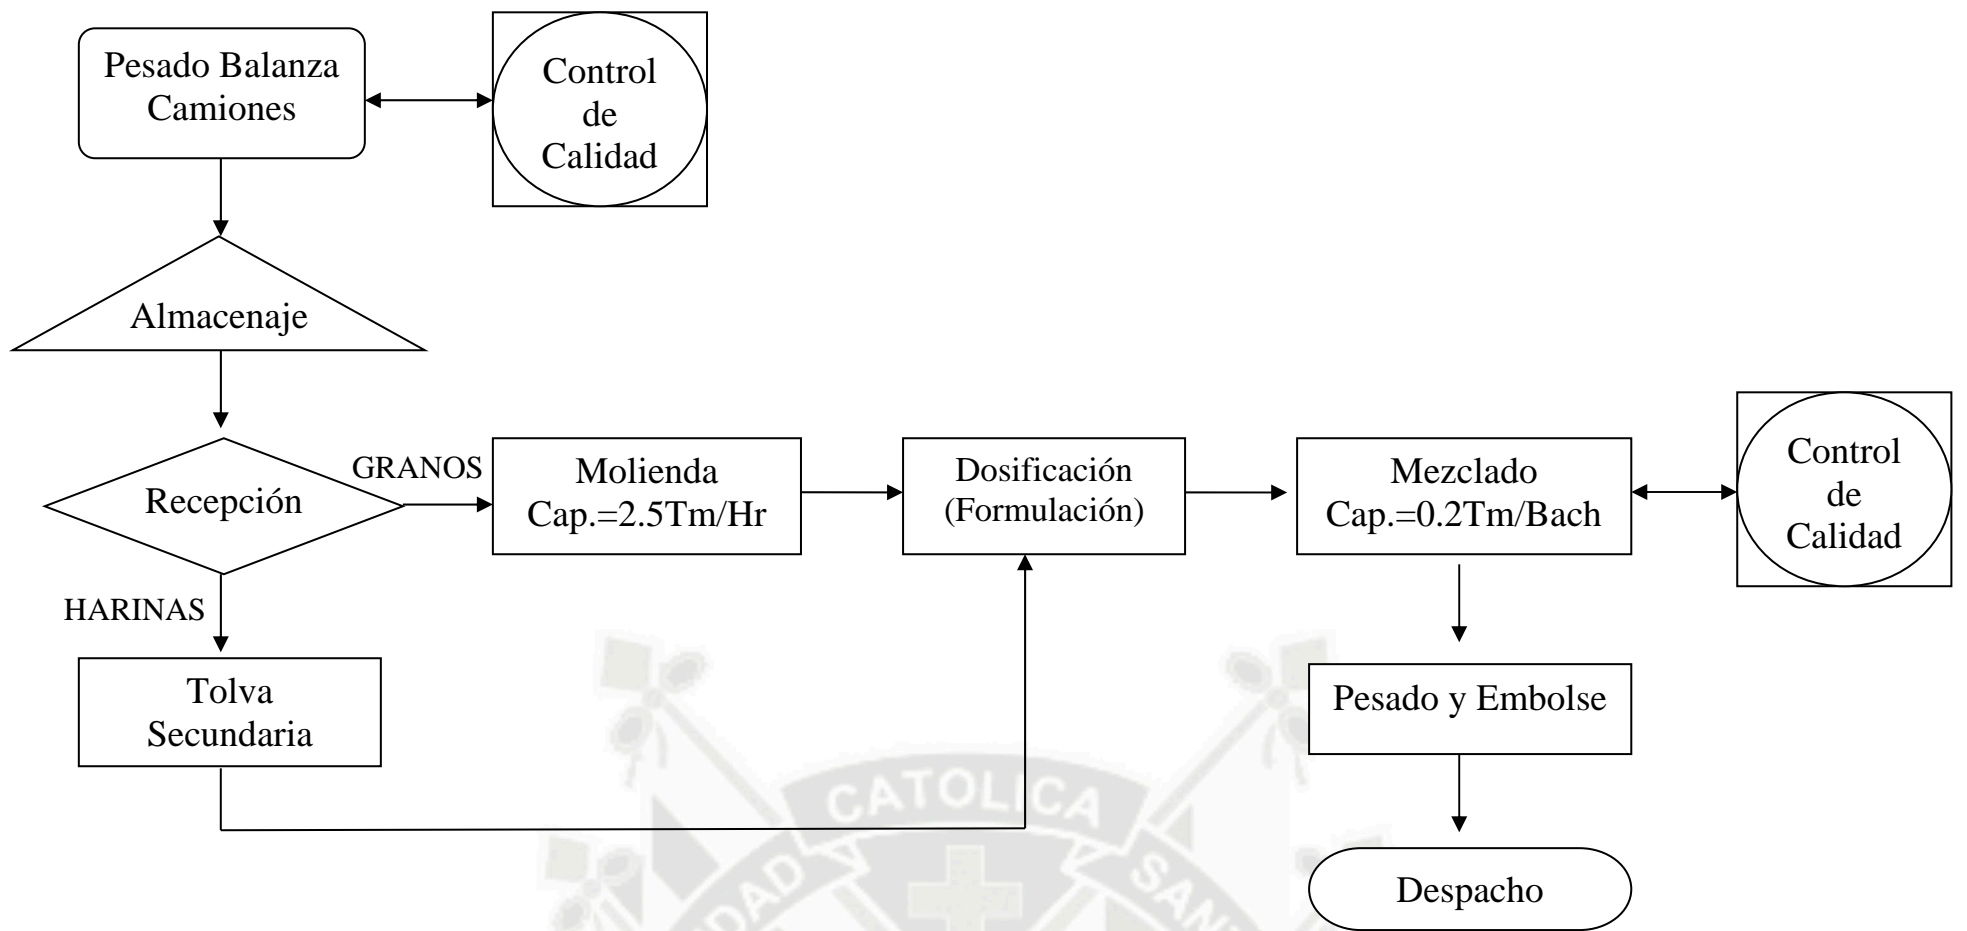 Pesado Balanza
Camiones
Control
de
Calidad
Almacenaje
Recepción
GRANOS
HARINAS
Molienda
Cap.=2.5Tm/Hr
Dosificación
(Formulación)
Mezclado
Cap.=0.2Tm/Bach
Control
de
Calidad
Tolva
Secundaria
Pesado y Embolse
Despacho
CATOLICA